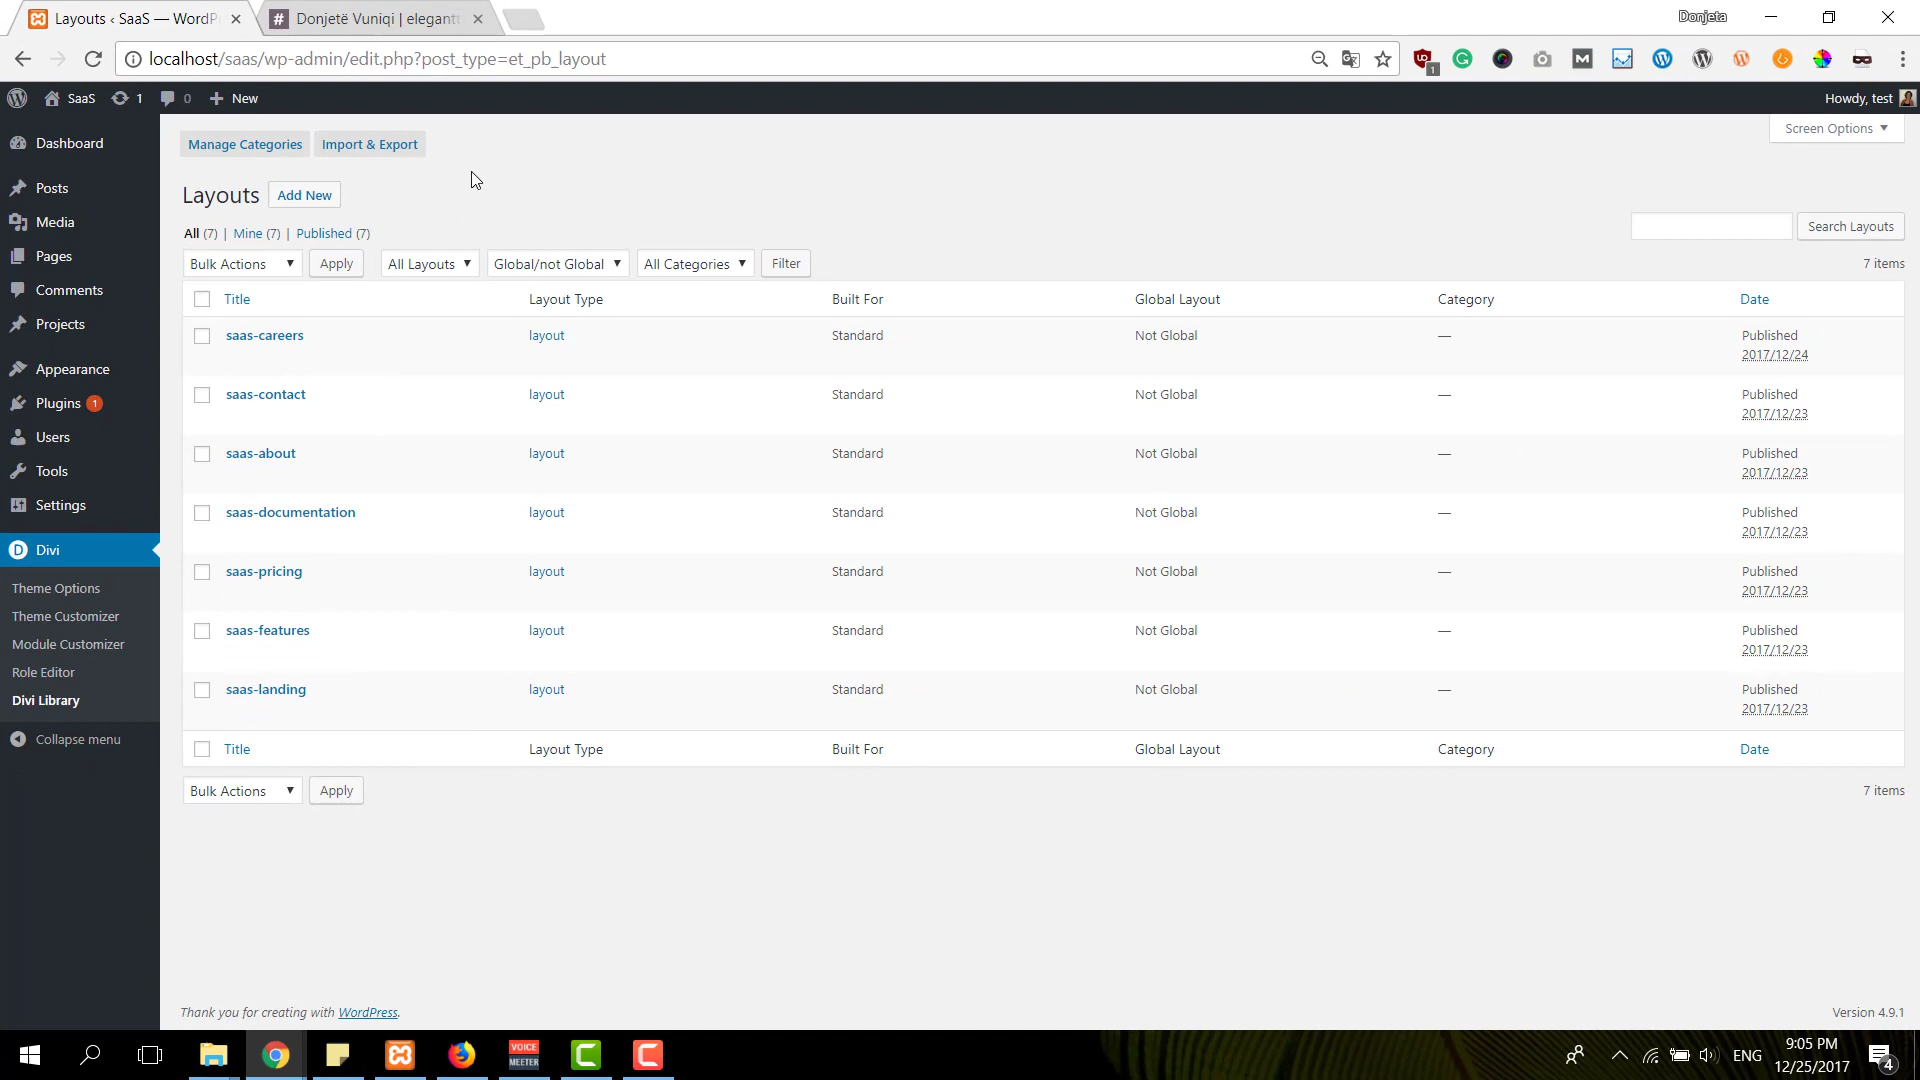 Layouts ‹ SaaS — WordP
Donjetë Vuniqi | elegantt
Donjeta
localhost/saas/wp-admin/edit.php?post_type=et_pb_layout
1
SaaS
1
0
New
Howdy, test
Dashboard
Posts
Media
Pages
Comments
Projects
Appearance
Plugins 1
Users
Tools
Settings
Divi
Theme Options
Theme Customizer
Module Customizer
Role Editor
Divi Library
Collapse menu
Manage Categories
Import & Export
Screen Options
Layouts
Add New
All (7) | Mine (7) | Published (7)
Search Layouts
Bulk Actions
Apply
All Layouts
Global/not Global
All Categories
Filter
7 items
Title Layout Type Built For Global Layout Category Date
saas-careers layout Standard Not Global — Published
2017/12/24
saas-contact layout Standard Not Global — Published
2017/12/23
saas-about layout Standard Not Global — Published
2017/12/23
saas-documentation layout Standard Not Global — Published
2017/12/23
saas-pricing layout Standard Not Global — Published
2017/12/23
saas-features layout Standard Not Global — Published
2017/12/23
saas-landing layout Standard Not Global — Published
2017/12/23
Title Layout Type Built For Global Layout Category Date
Bulk Actions
Apply
7 items
Thank you for creating with WordPress.
Version 4.9.1
VOICE
MEETER
ENG
9:05 PM
12/25/2017
4